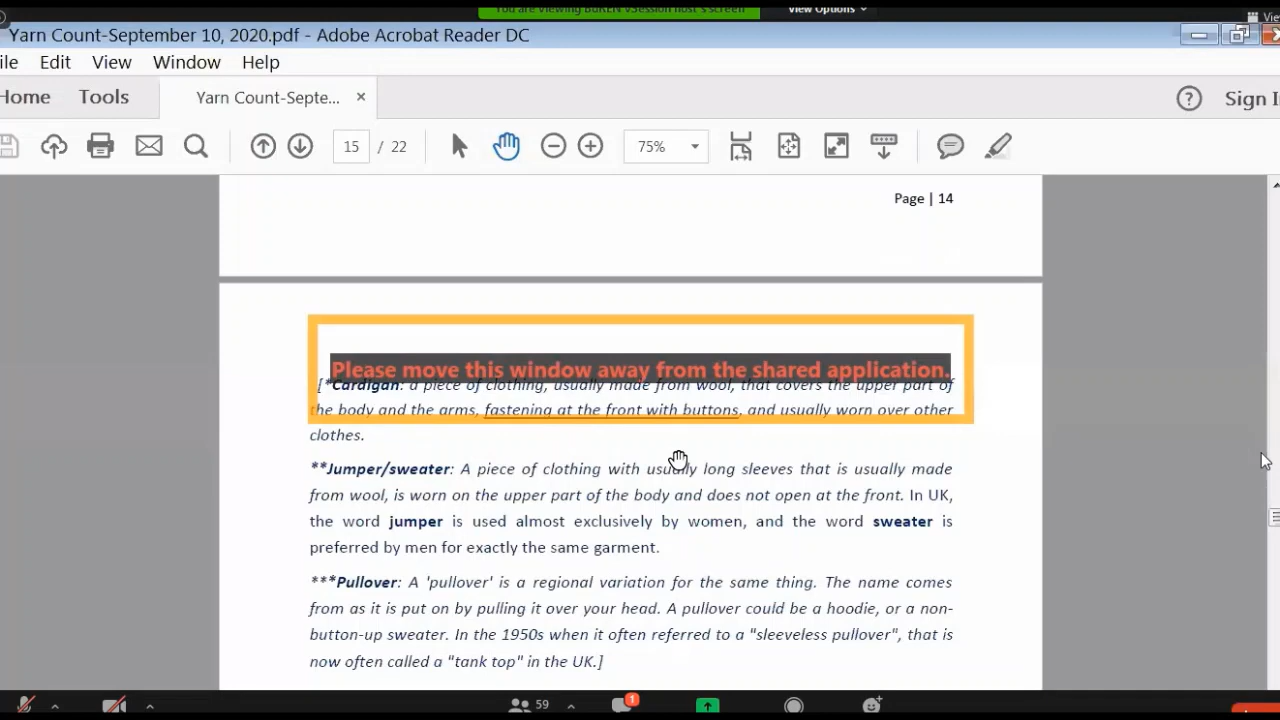 You are viewing BUREN vSession host's screen
View Options
Yarn Count-September 10, 2020.pdf - Adobe Acrobat Reader DC
ile Edit View Window Help
Home Tools Yarn Count-Septe... ×
Sign I
15 / 22 75%
Page | 14
Please move this window away from the shared application.
[*Cardigan: a piece of clothing, usually made from wool, that covers the upper part of
the body and the arms, fastening at the front with buttons, and usually worn over other
clothes.
**Jumper/sweater: A piece of clothing with usually long sleeves that is usually made
from wool, is worn on the upper part of the body and does not open at the front. In UK,
the word jumper is used almost exclusively by women, and the word sweater is
preferred by men for exactly the same garment.
***Pullover: A 'pullover' is a regional variation for the same thing. The name comes
from as it is put on by pulling it over your head. A pullover could be a hoodie, or a non-
button-up sweater. In the 1950s when it often referred to a "sleeveless pullover", that is
now often called a "tank top" in the UK.]
59 1